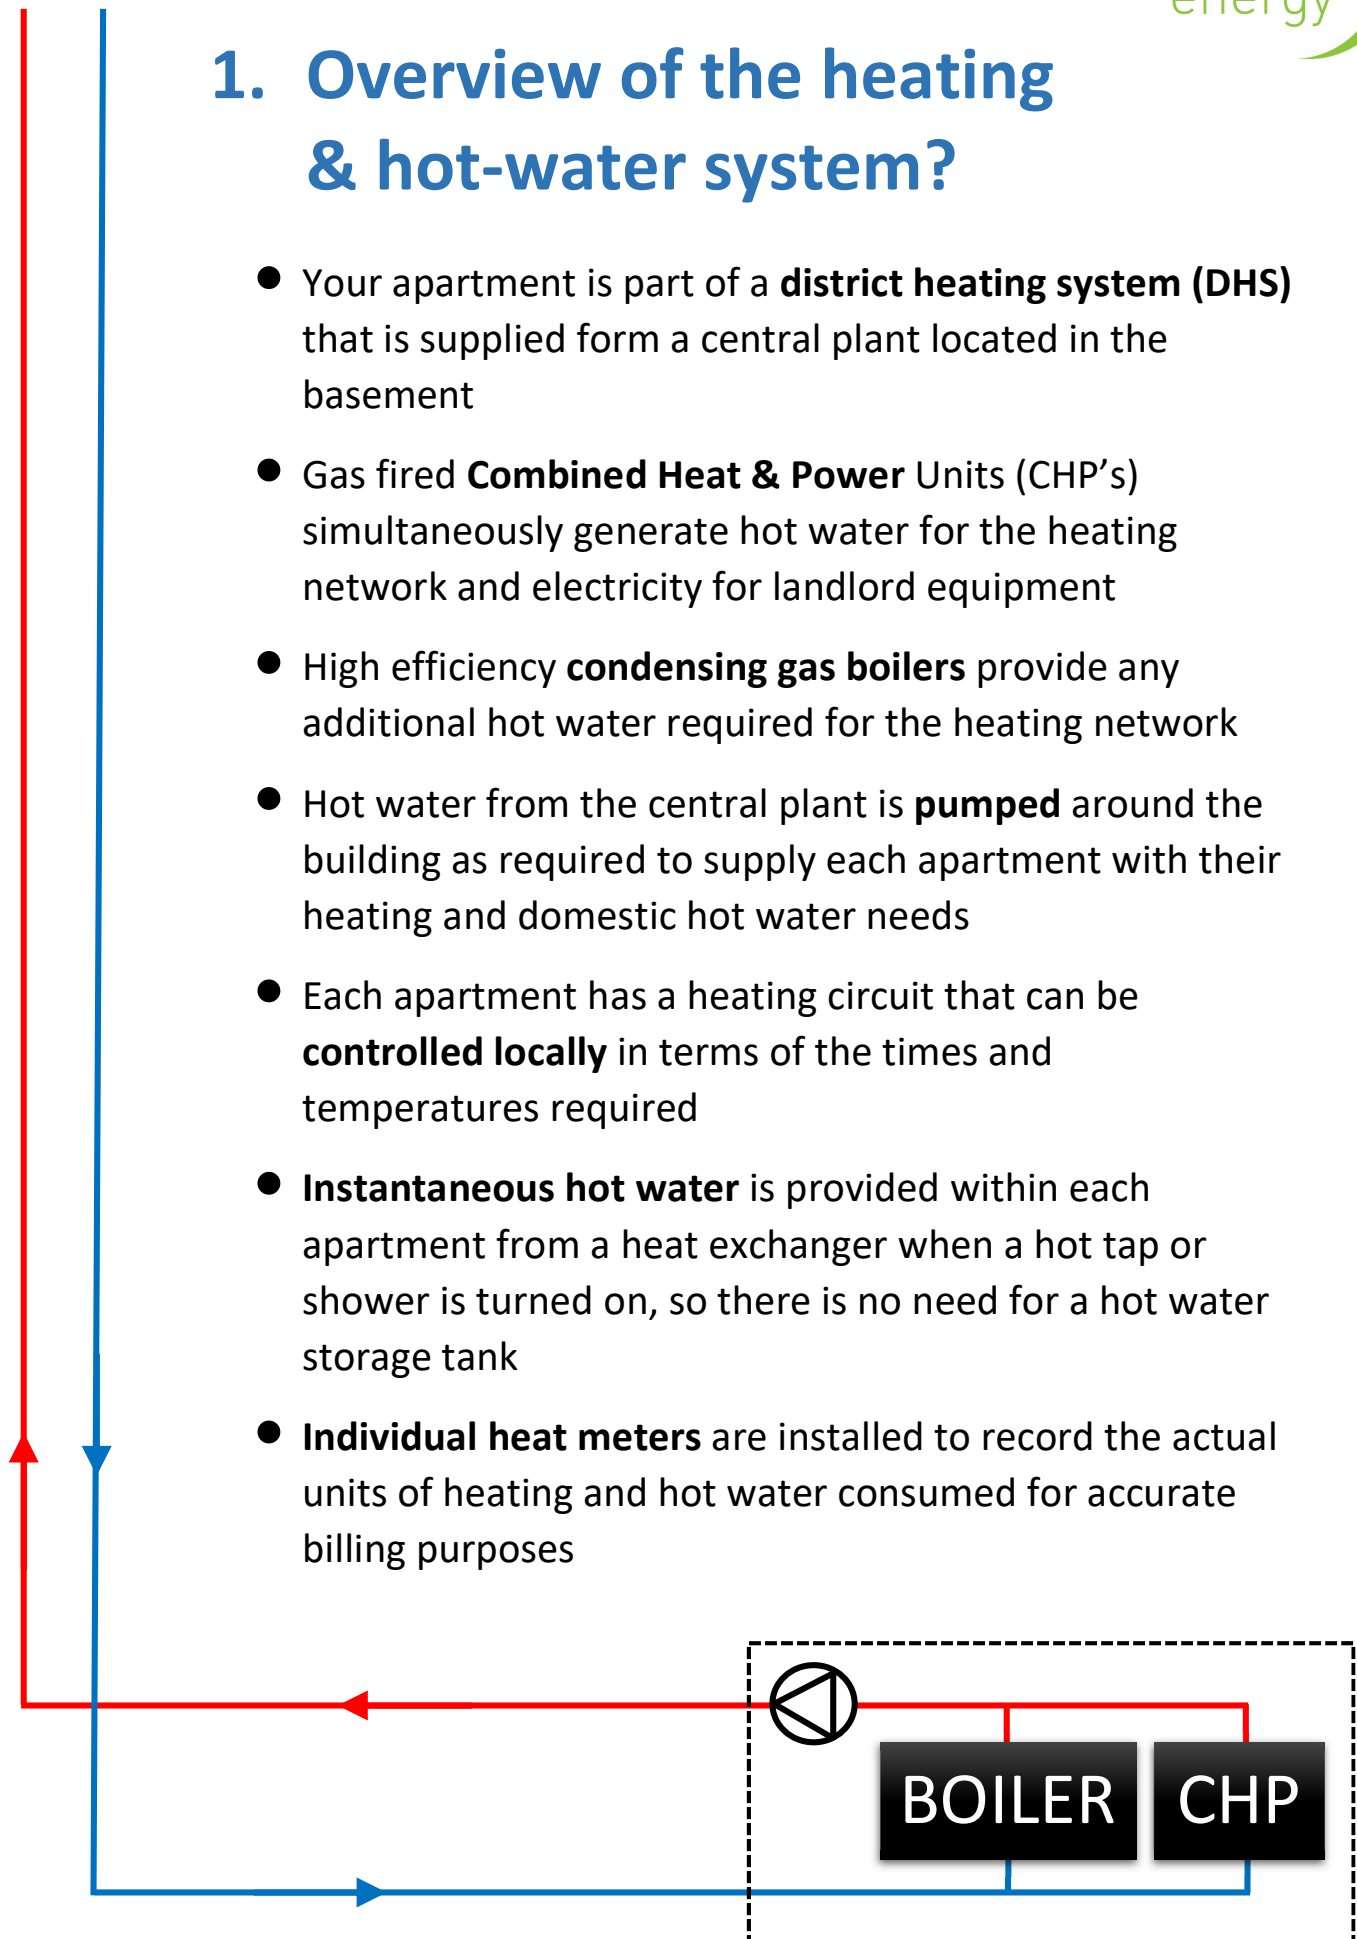 energy
1. Overview of the heating
& hot-water system?
● Your apartment is part of a district heating system (DHS)
that is supplied form a central plant located in the
basement
● Gas fired Combined Heat & Power Units (CHP’s)
simultaneously generate hot water for the heating
network and electricity for landlord equipment
● High efficiency condensing gas boilers provide any
additional hot water required for the heating network
● Hot water from the central plant is pumped around the
building as required to supply each apartment with their
heating and domestic hot water needs
● Each apartment has a heating circuit that can be
controlled locally in terms of the times and
temperatures required
● Instantaneous hot water is provided within each
apartment from a heat exchanger when a hot tap or
shower is turned on, so there is no need for a hot water
storage tank
● Individual heat meters are installed to record the actual
units of heating and hot water consumed for accurate
billing purposes
BOILER CHP